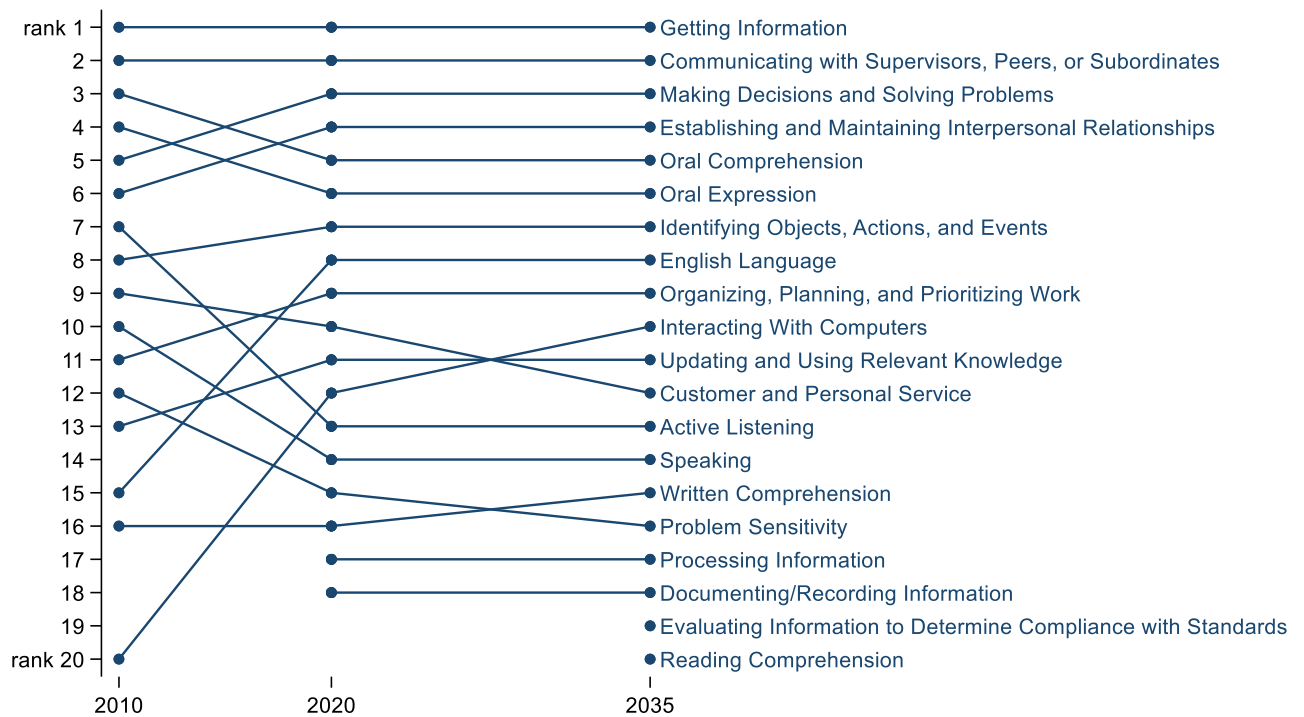 rank 1 Getting Information
2 Communicating with Supervisors, Peers, or Subordinates
3 Making Decisions and Solving Problems
4 Establishing and Maintaining Interpersonal Relationships
5 Oral Comprehension
6 Oral Expression
7 Identifying Objects, Actions, and Events
8 English Language
9 Organizing, Planning, and Prioritizing Work
10 Interacting With Computers
11 Updating and Using Relevant Knowledge
12 Customer and Personal Service
13 Active Listening
14 Speaking
15 Written Comprehension
16 Problem Sensitivity
17 Processing Information
18 Documenting/Recording Information
19 Evaluating Information to Determine Compliance with Standards
rank 20 Reading Comprehension
2010 2020 2035